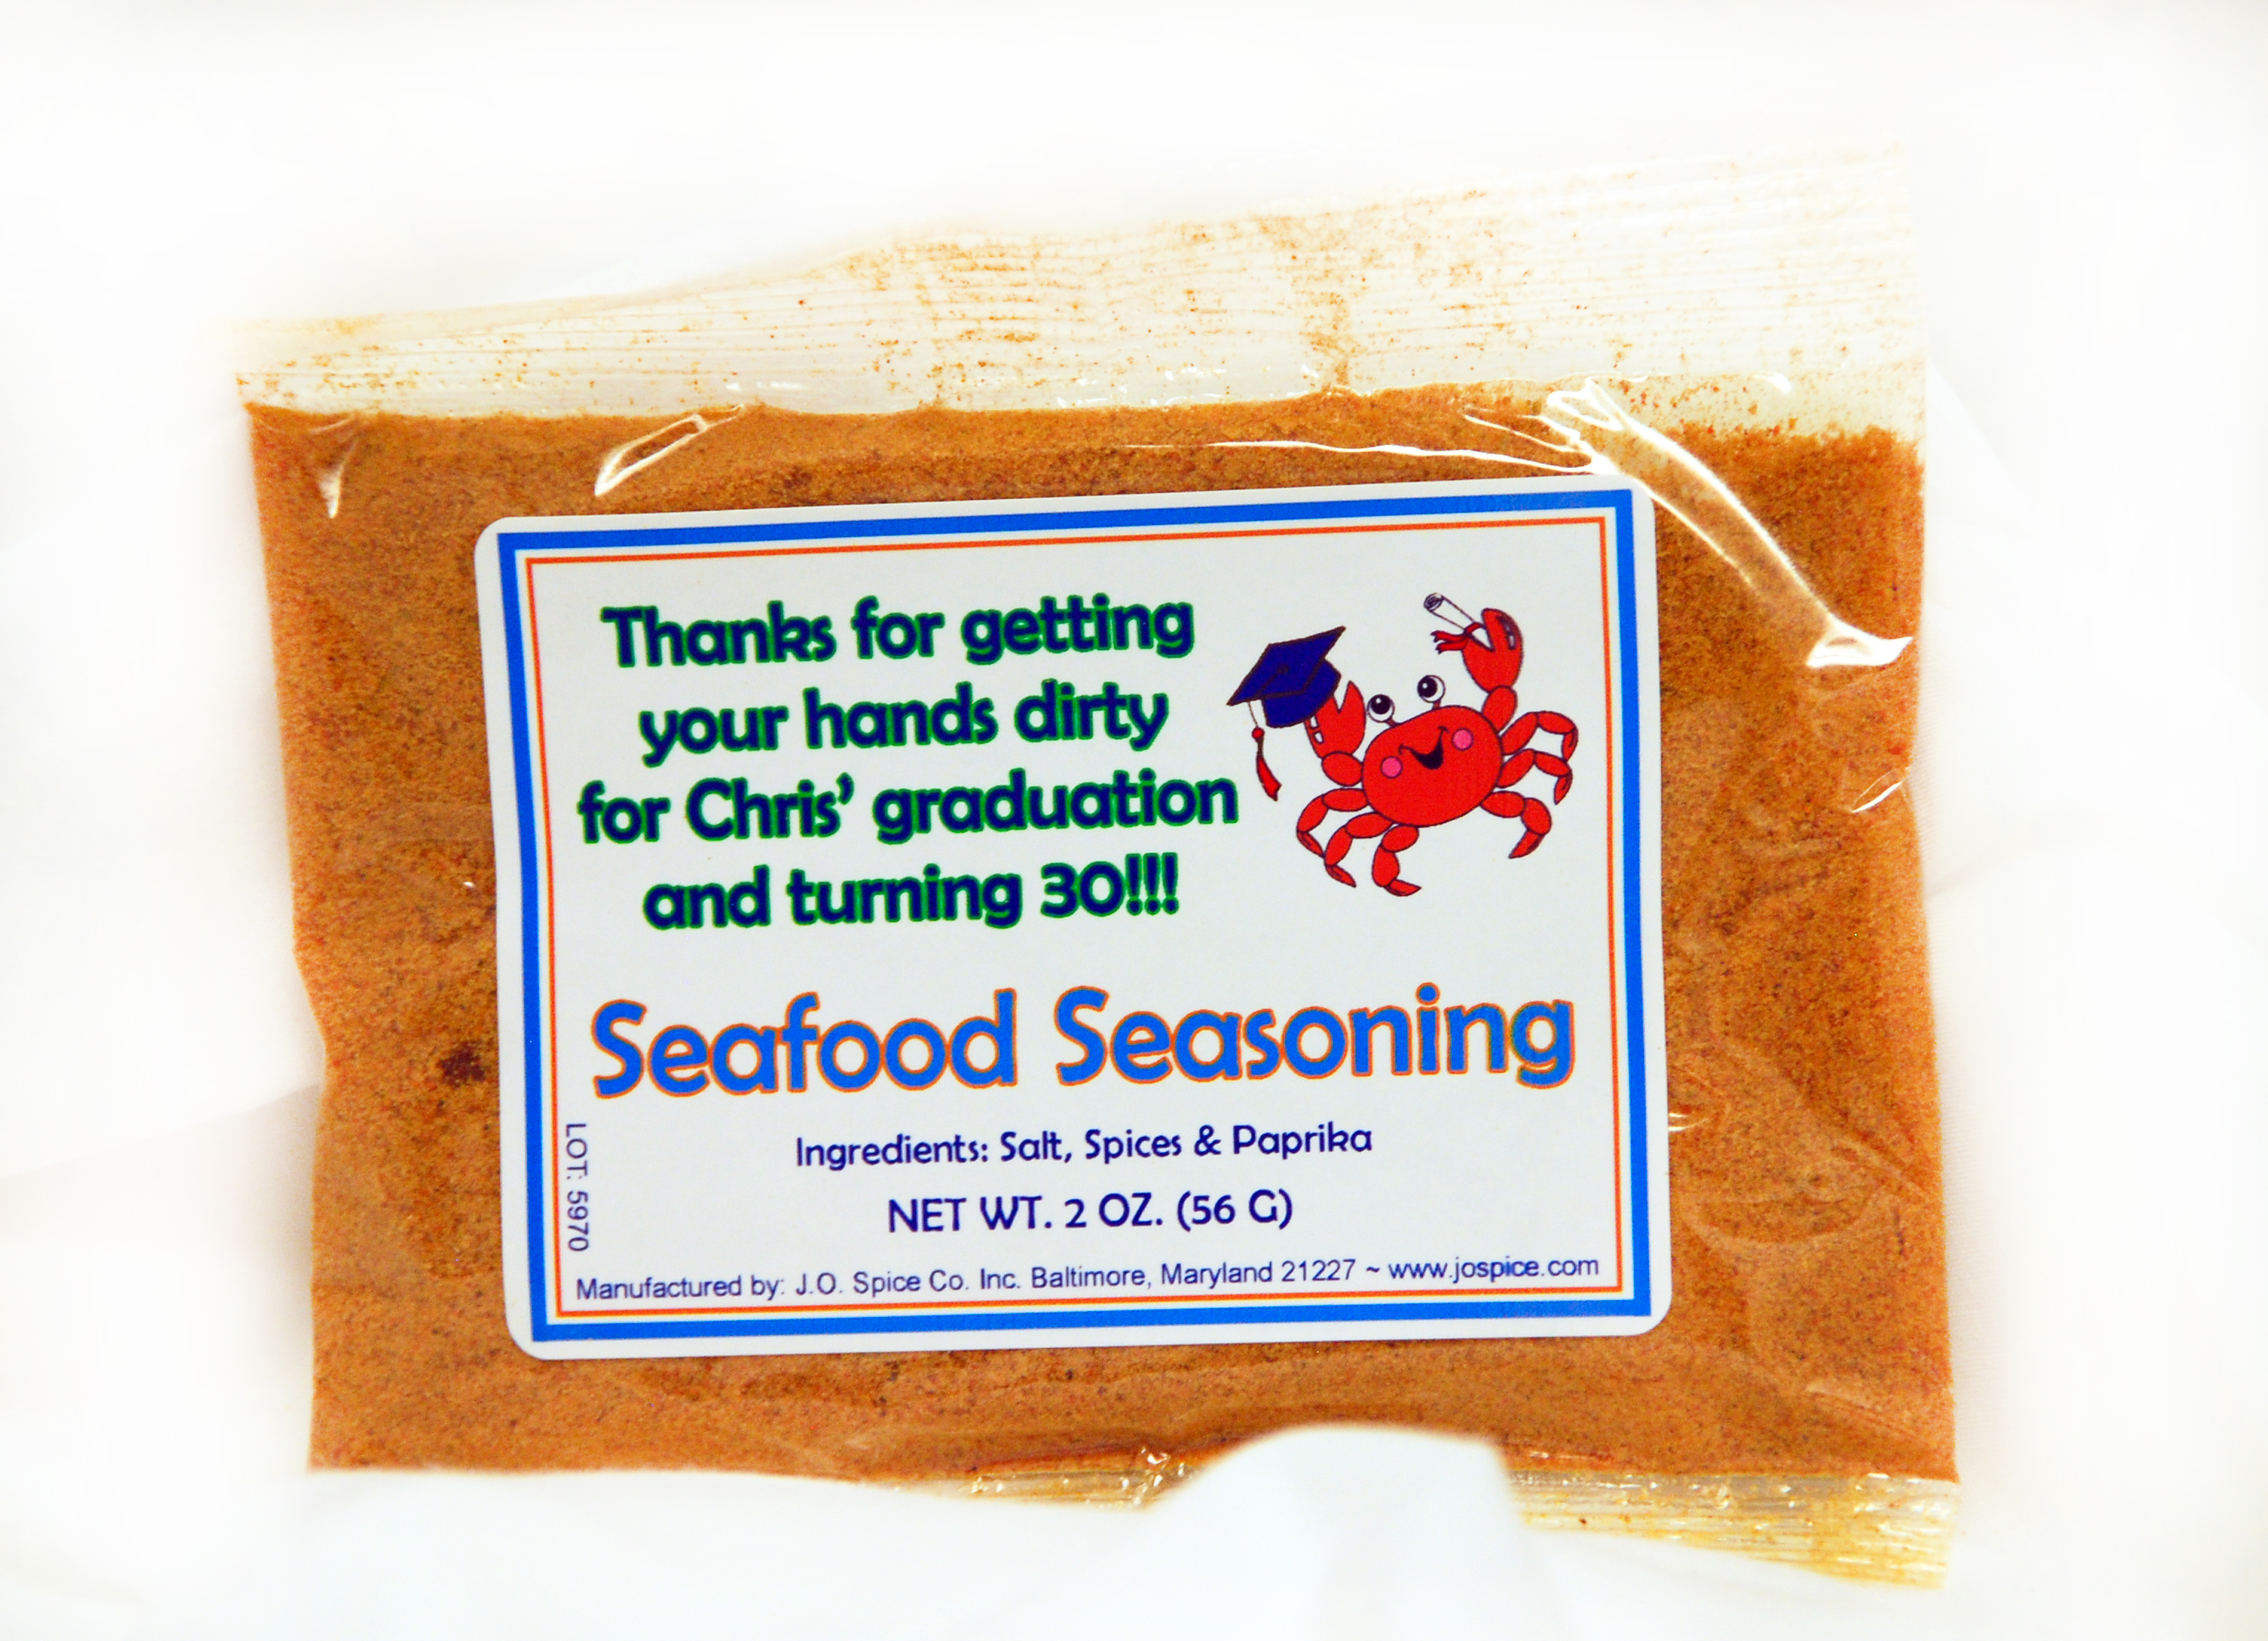 Thanks for getting
your hands dirty
for Chris’ graduation
and turning 30!!!
Seafood Seasoning
Ingredients: Salt, Spices & Paprika
NET WT. 2 OZ. (56 G)
LOT: 5970
Manufactured by: J.O. Spice Co. Inc. Baltimore, Maryland 21227 ~ www.jospice.com